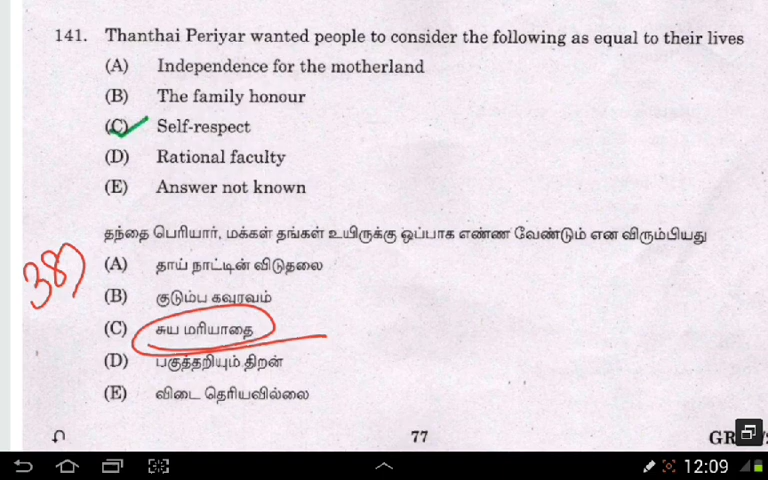 141. Thanthai Periyar wanted people to consider the following as equal to their lives
(A) Independence for the motherland
(B) The family honour
(C) Self-respect
(D) Rational faculty
(E) Answer not known
தந்தை பெரியார், மக்கள் தங்கள் உயிருக்கு ஒப்பாக எண்ண வேண்டும் என விரும்பியது
38)
(A) தாய் நாட்டின் விடுதலை
(B) குடும்ப கவுரவம்
(C) சுய மரியாதை
(D) பகுத்தறியும் திறன்
(E) விடை தெரியவில்லை
77
12:09